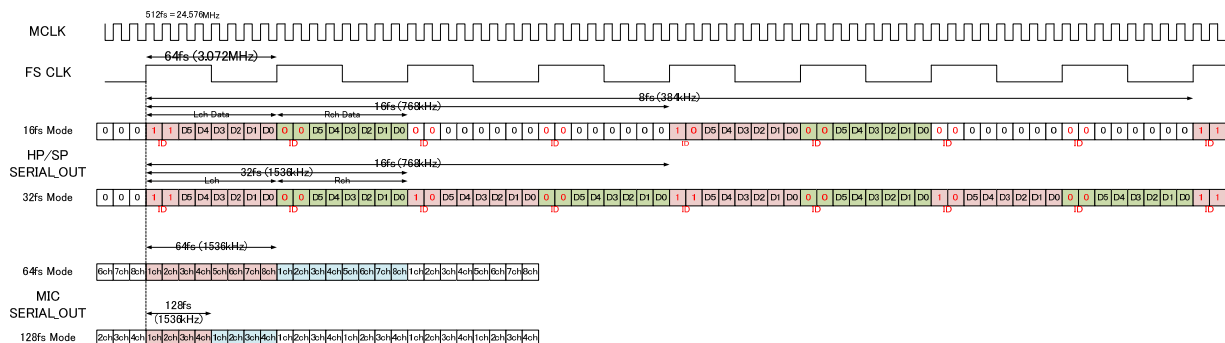 512fs = 24.576MHz
MCLK
64fs (3.072MHz)
FS CLK
8fs (384kHz)
16fs (768kHz)
Lch Data Rch Data
16fs Mode 0 0 0 1 1 D5 D4 D3 D2 D1 D0 0 0 D5 D4 D3 D2 D1 D0 0 0 0 0 0 0 0 0 0 0 0 0 0 0 0 0 1 0 D5 D4 D3 D2 D1 D0 0 0 D5 D4 D3 D2 D1 D0 0 0 0 0 0 0 0 0 0 0 0 0 0 0 0 0 1 1
ID ID ID ID ID ID ID ID ID
HP/SP
SERIAL_OUT
16fs (768kHz)
32fs (1536kHz)
Lch Rch
32fs Mode 0 0 0 1 1 D5 D4 D3 D2 D1 D0 0 0 D5 D4 D3 D2 D1 D0 1 0 D5 D4 D3 D2 D1 D0 0 0 D5 D4 D3 D2 D1 D0 1 1 D5 D4 D3 D2 D1 D0 0 0 D5 D4 D3 D2 D1 D0 1 0 D5 D4 D3 D2 D1 D0 0 0 D5 D4 D3 D2 D1 D0 1 1
ID ID ID ID ID ID ID ID ID
64fs (1536kHz)
64fs Mode 6ch 7ch 8ch 1ch 2ch 3ch 4ch 5ch 6ch 7ch 8ch 1ch 2ch 3ch 4ch 5ch 6ch 7ch 8ch 1ch 2ch 3ch 4ch 5ch 6ch 7ch 8ch
MIC
SERIAL_OUT
128fs
(1536kHz)
128fs Mode 2ch 3ch 4ch 1ch 2ch 3ch 4ch 1ch 2ch 3ch 4ch 1ch 2ch 3ch 4ch 1ch 2ch 3ch 4ch 1ch 2ch 3ch 4ch 1ch 2ch 3ch 4ch